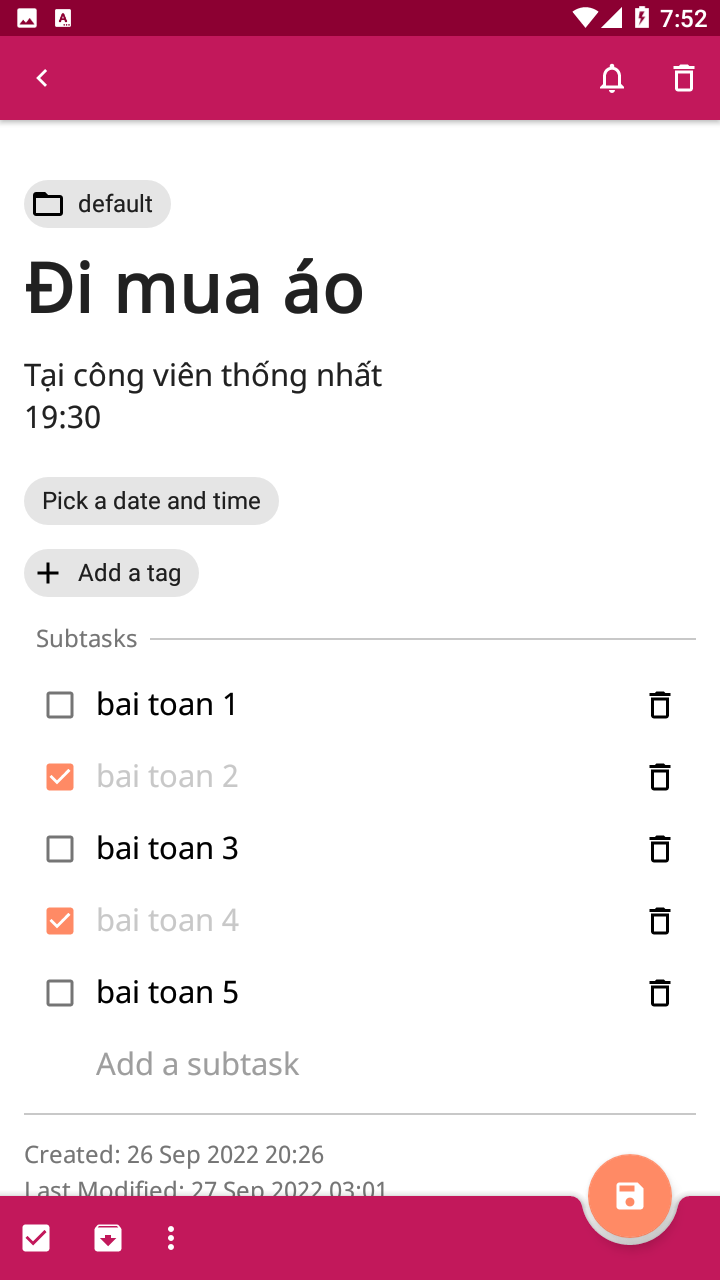 7:52
default
Đi mua áo
Tại công viên thống nhất
19:30
Pick a date and time
Add a tag
Subtasks
bai toan 1
bai toan 2
bai toan 3
bai toan 4
bai toan 5
Add a subtask
Created: 26 Sep 2022 20:26
Last Modified: 27 Sep 2022 03:01